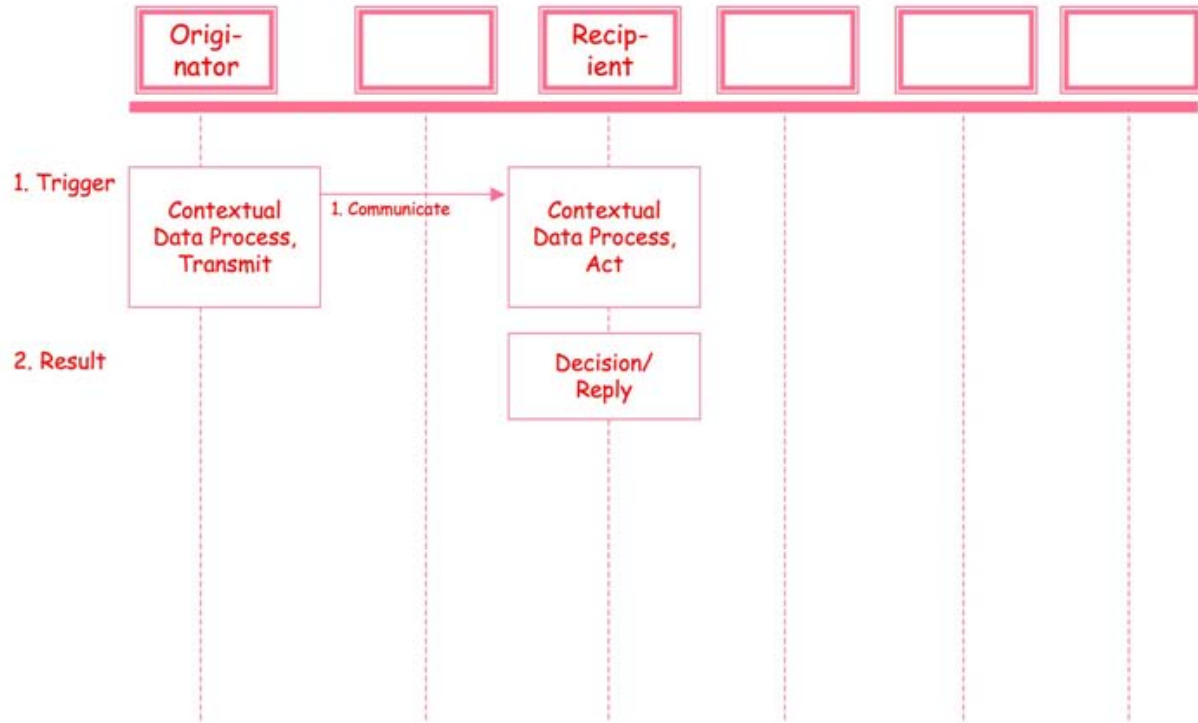 Origi-
nator
Recip-
ient
1. Trigger
Contextual
Data Process,
Transmit
1. Communicate
Contextual
Data Process,
Act
2. Result
Decision/
Reply